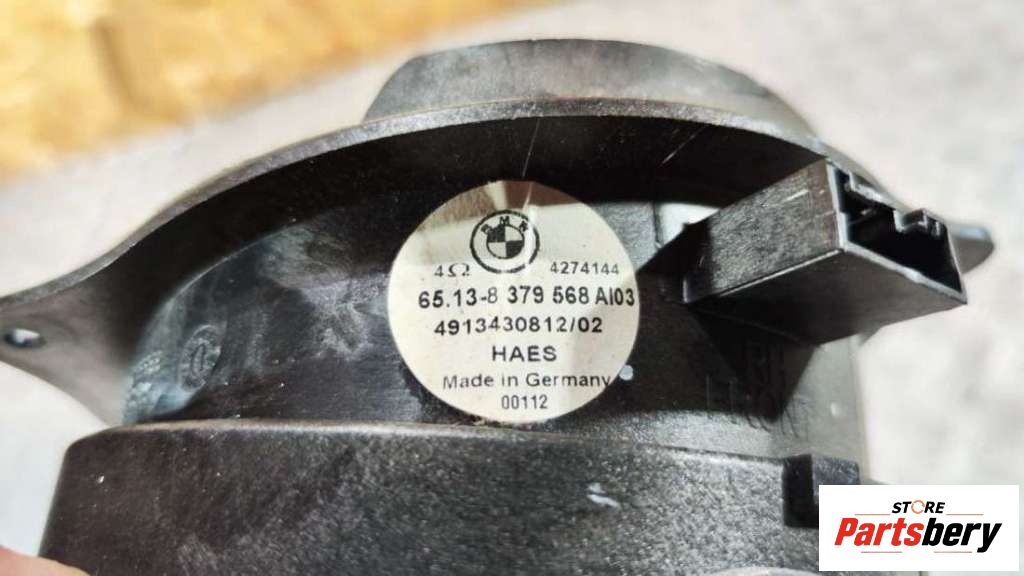 BMW
4Ω 4274144
65.13-8 379 568 AI03
4913430812/02
HAES
Made in Germany
00112
STORE
Partsbery